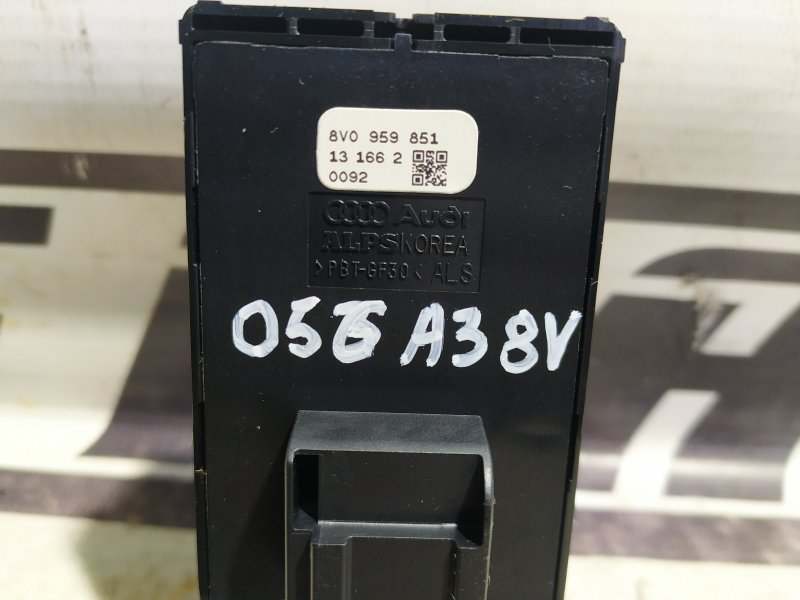 8V0 959 851
13 166 2
0092
Audi
ALPS KOREA
>PBT-GF30< ALS
056 A3 8V